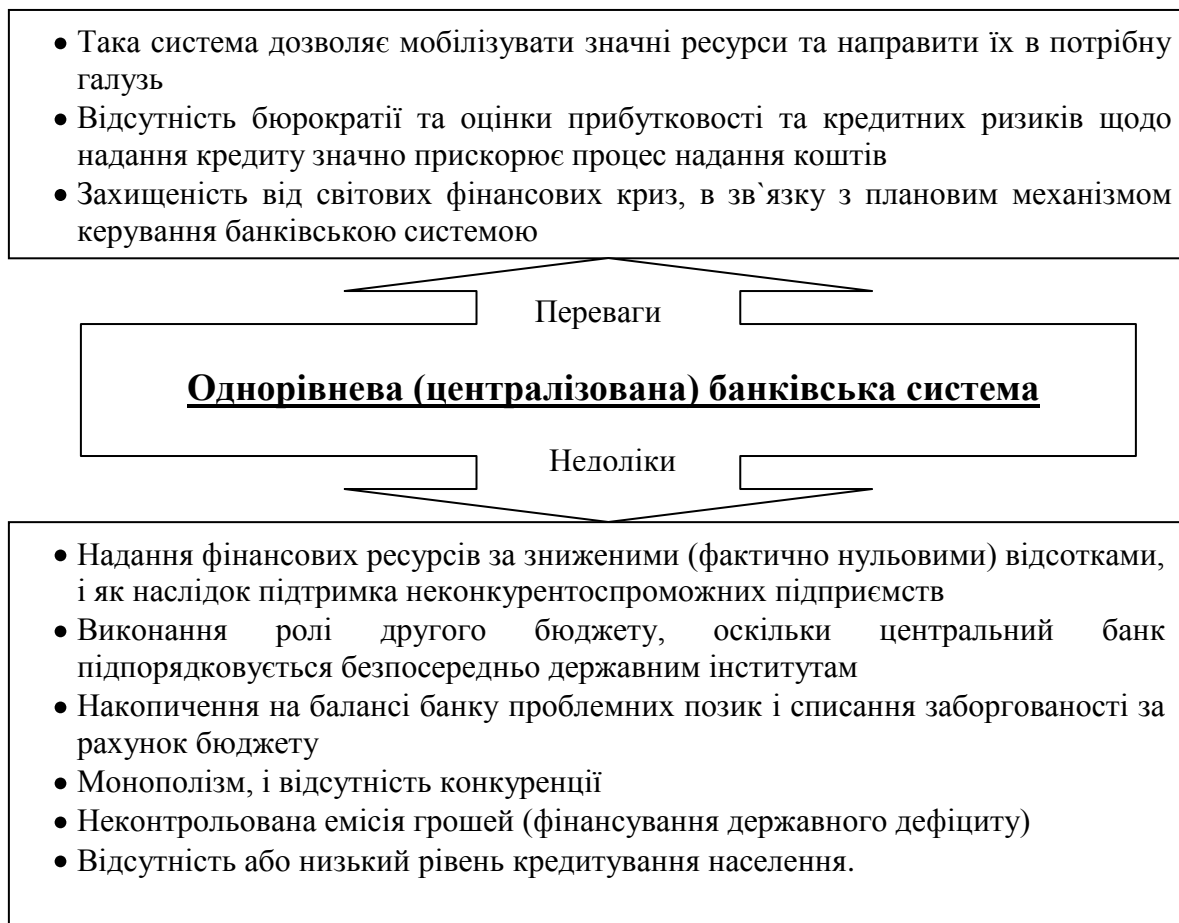 • Така система дозволяє мобілізувати значні ресурси та направити їх в потрібну
галузь
• Відсутність бюрократії та оцінки прибутковості та кредитних ризиків щодо
надання кредиту значно прискорює процес надання коштів
• Захищеність від світових фінансових криз, в зв`язку з плановим механізмом
керування банківською системою
Переваги
Однорівнева (централізована) банківська система
Недоліки
• Надання фінансових ресурсів за зниженими (фактично нульовими) відсотками,
і як наслідок підтримка неконкурентоспроможних підприємств
• Виконання ролі другого бюджету, оскільки центральний банк
підпорядковується безпосередньо державним інститутам
• Накопичення на балансі банку проблемних позик і списання заборгованості за
рахунок бюджету
• Монополізм, і відсутність конкуренції
• Неконтрольована емісія грошей (фінансування державного дефіциту)
• Відсутність або низький рівень кредитування населення.